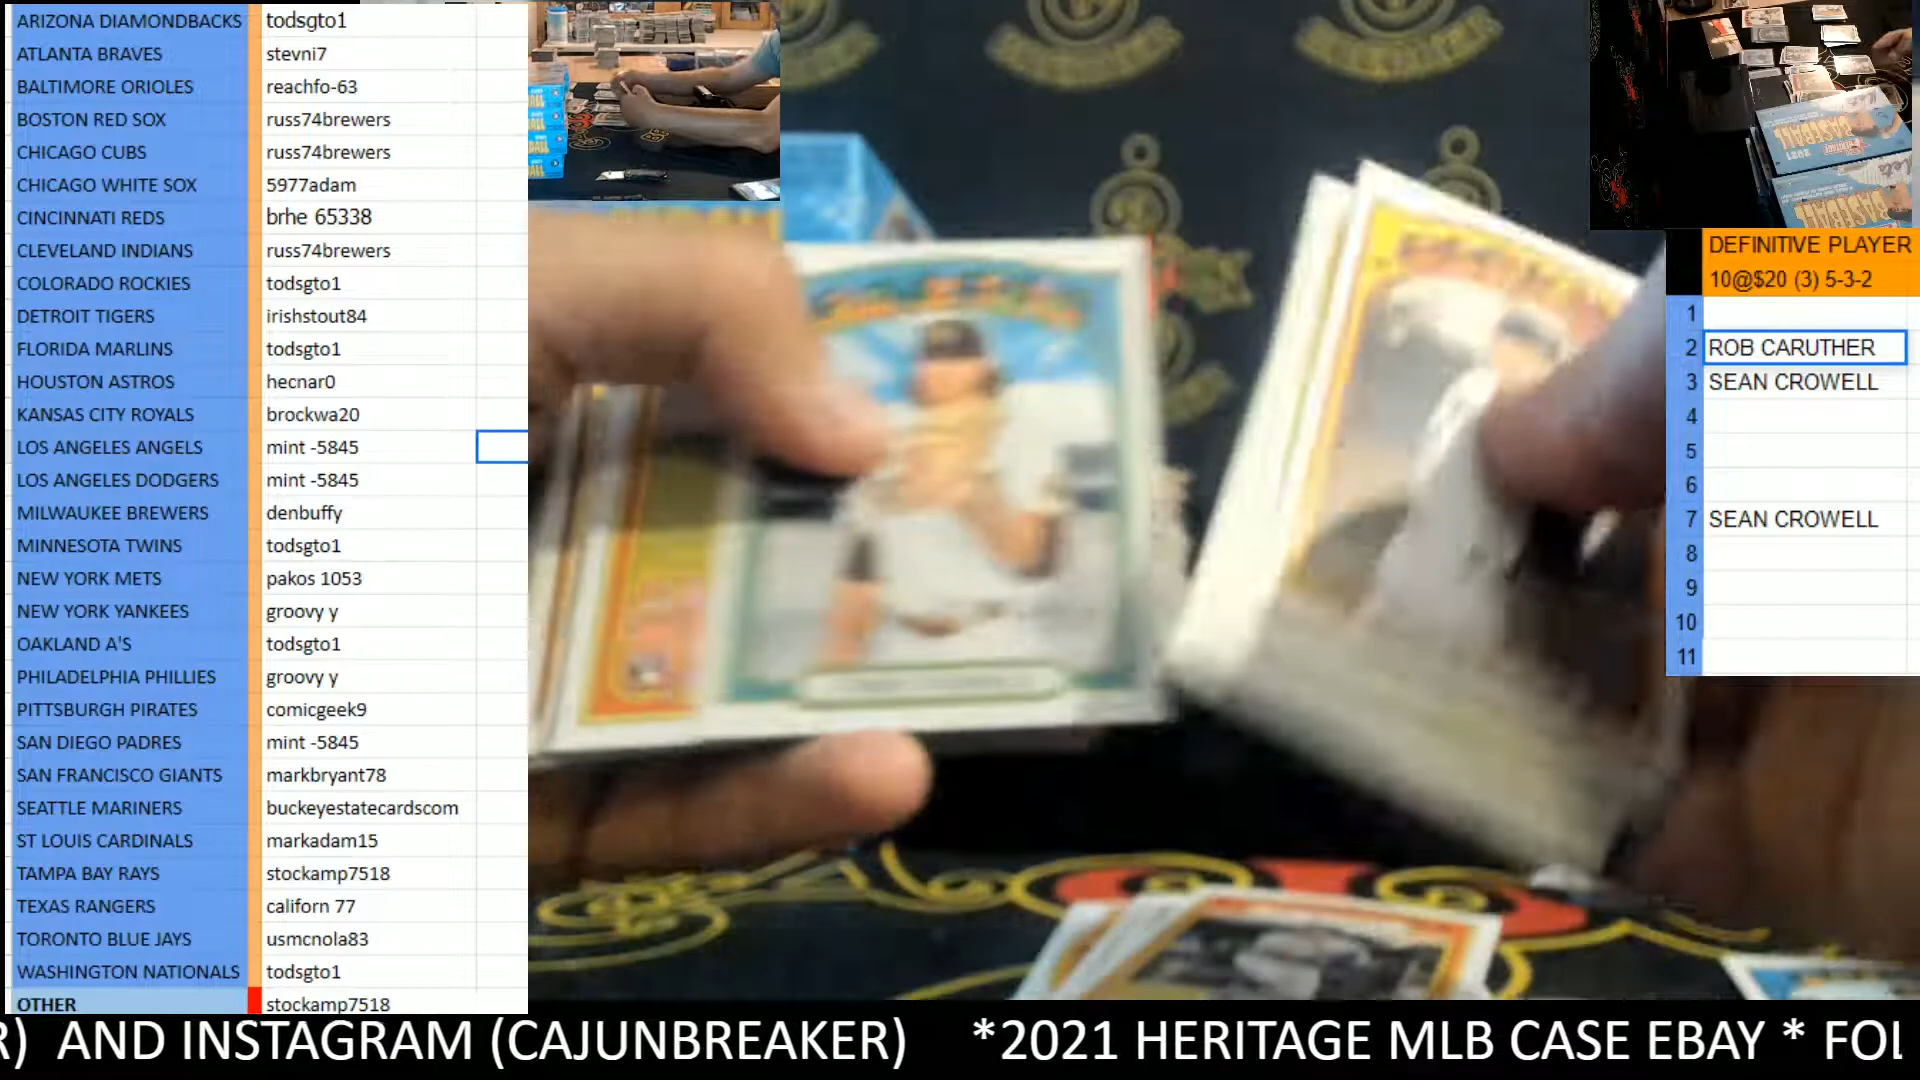 ARIZONA DIAMONDBACKS todsgto1
ATLANTA BRAVES stevni7
BALTIMORE ORIOLES reachfo-63
BOSTON RED SOX russ74brewers
CHICAGO CUBS russ74brewers
CHICAGO WHITE SOX 5977adam
CINCINNATI REDS brhe 65338
CLEVELAND INDIANS russ74brewers
COLORADO ROCKIES todsgto1
DETROIT TIGERS irishstout84
FLORIDA MARLINS todsgto1
HOUSTON ASTROS hecnar0
KANSAS CITY ROYALS brockwa20
LOS ANGELES ANGELS mint -5845
LOS ANGELES DODGERS mint -5845
MILWAUKEE BREWERS denbuffy
MINNESOTA TWINS todsgto1
NEW YORK METS pakos 1053
NEW YORK YANKEES groovy y
OAKLAND A'S todsgto1
PHILADELPHIA PHILLIES groovy y
PITTSBURGH PIRATES comicgeek9
SAN DIEGO PADRES mint -5845
SAN FRANCISCO GIANTS markbryant78
SEATTLE MARINERS buckeyestatecardscom
ST LOUIS CARDINALS markadam15
TAMPA BAY RAYS stockamp7518
TEXAS RANGERS californ 77
TORONTO BLUE JAYS usmcnola83
WASHINGTON NATIONALS todsgto1
OTHER stockamp7518
2021
BASEBALL
DEFINITIVE PLAYER
10@$20 (3) 5-3-2
1
2 ROB CARUTHER
3 SEAN CROWELL
4
5
6
7 SEAN CROWELL
8
9
10
11
R) AND INSTAGRAM (CAJUNBREAKER) *2021 HERITAGE MLB CASE EBAY * FOL